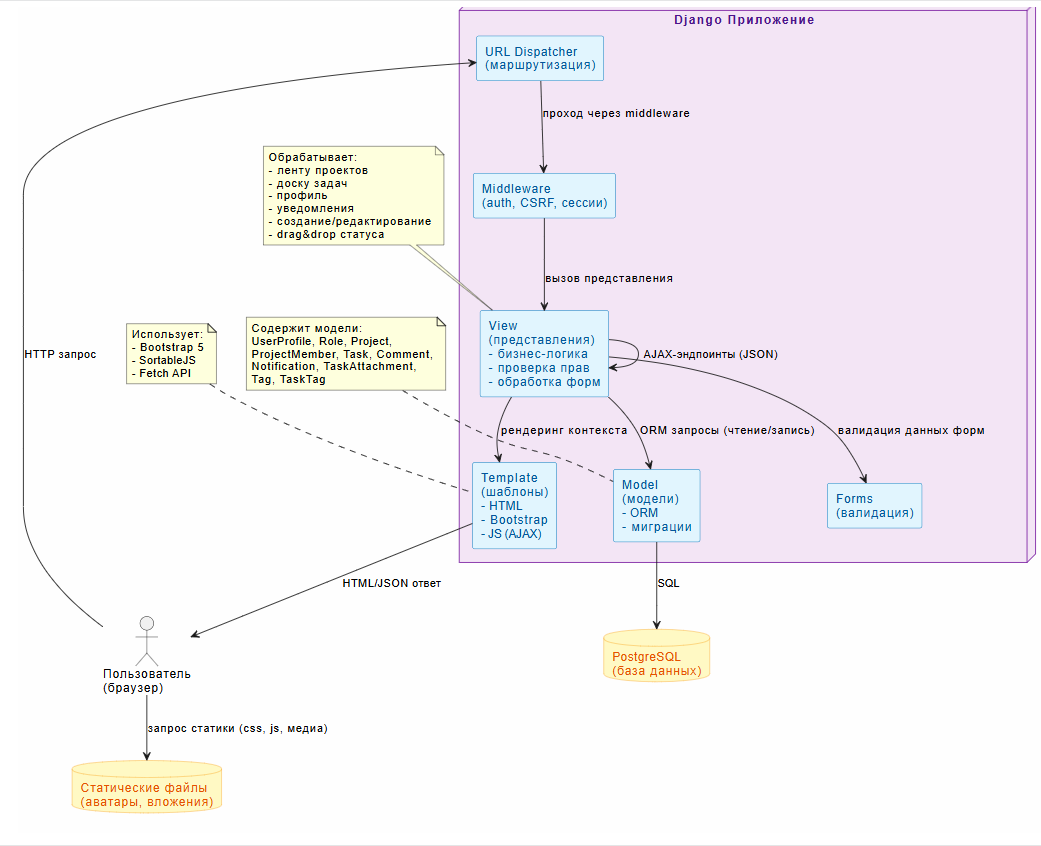 Django Приложение
URL Dispatcher
(маршрутизация)
проход через middleware
Обрабатывает:
- ленту проектов
- доску задач
- профиль
- уведомления
- создание/редактирование
- drag&drop статуса
Middleware
(auth, CSRF, сессии)
вызов представления
Использует:
- Bootstrap 5
- SortableJS
- Fetch API
Содержит модели:
UserProfile, Role, Project,
ProjectMember, Task, Comment,
Notification, TaskAttachment,
Tag, TaskTag
View
(представления)
- бизнес-логика
- проверка прав
- обработка форм
AJAX-эндпоинты (JSON)
HTTP запрос
рендеринг контекста
ORM запросы (чтение/запись)
валидация данных форм
Template
(шаблоны)
- HTML
- Bootstrap
- JS (AJAX)
Model
(модели)
- ORM
- миграции
Forms
(валидация)
HTML/JSON ответ
SQL
PostgreSQL
(база данных)
Пользователь
(браузер)
запрос статики (css, js, медиа)
Статические файлы
(аватары, вложения)